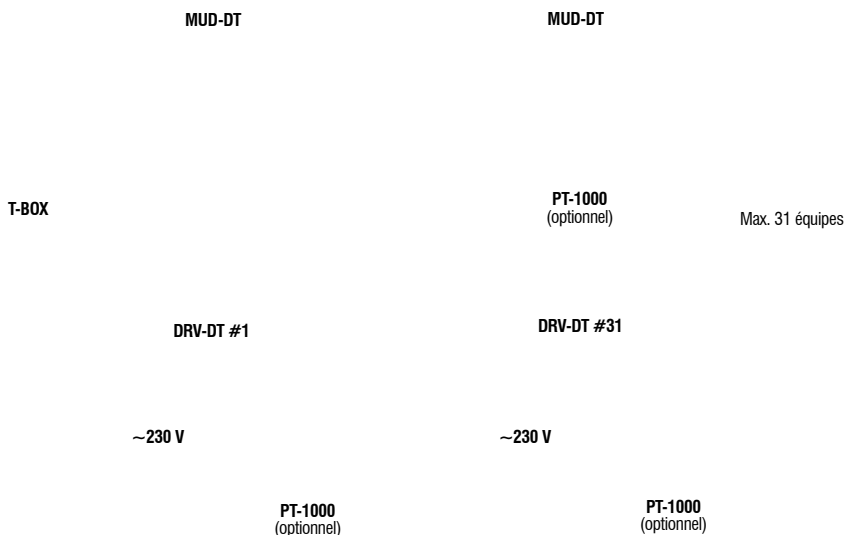 MUD-DT
MUD-DT
T-BOX
PT-1000
(optionnel)
Max. 31 équipes
DRV-DT #1
DRV-DT #31
~230 V
~230 V
PT-1000
(optionnel)
PT-1000
(optionnel)